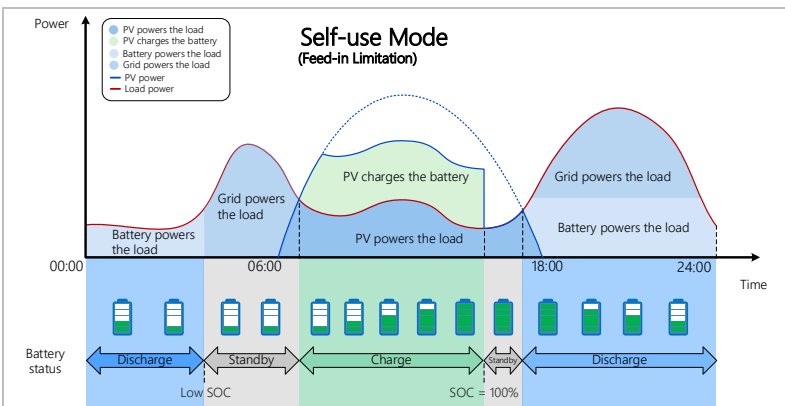 Power
PV powers the load
PV charges the battery
Battery powers the load
Grid powers the load
PV power
Load power
Self-use Mode
(Feed-in Limitation)
PV charges the battery
Grid powers the load
Grid powers
the load
Battery powers the load
Battery powers
the load
PV powers the load
00:00
06:00
18:00
24:00
Time
Battery
status
Discharge
Standby
Charge
Standby
Discharge
Low SOC
SOC = 100%